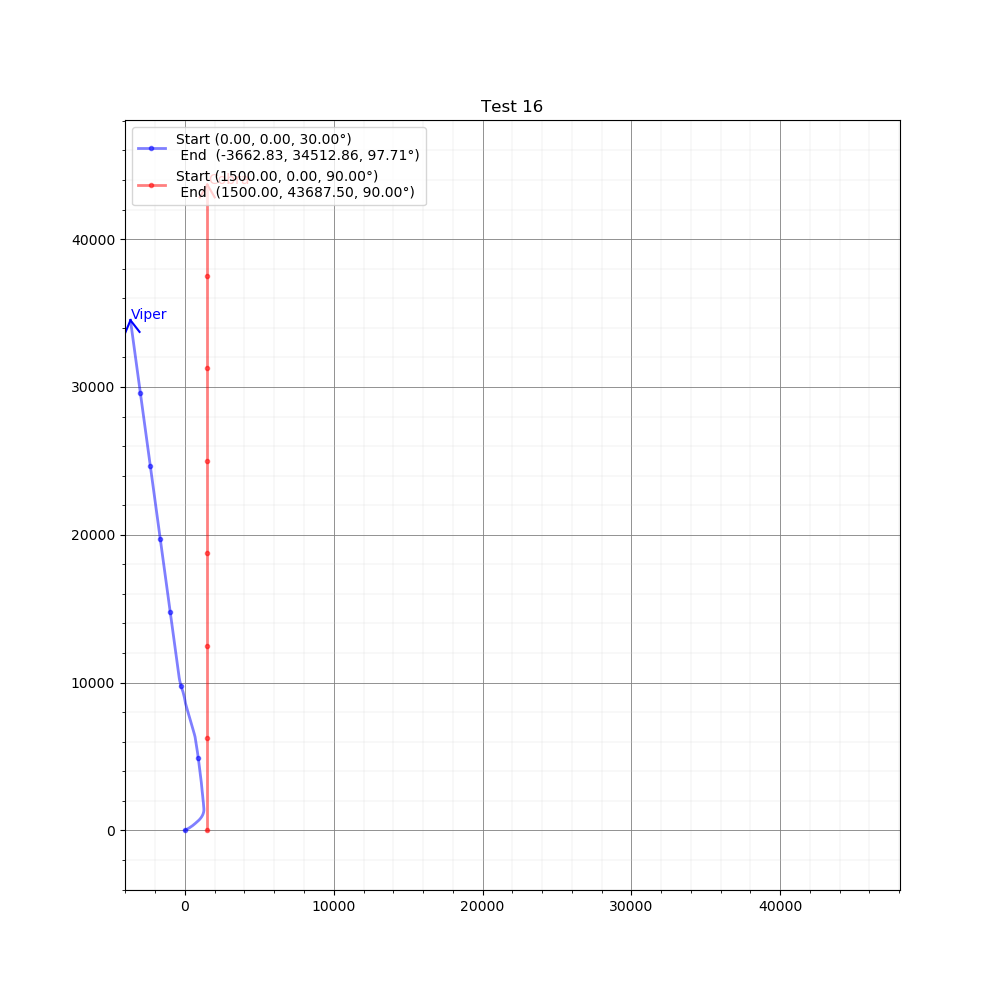 Test 16
Start (0.00, 0.00, 30.00°)
End (-3662.83, 34512.86, 97.71°)
Start (1500.00, 0.00, 90.00°)
End (1500.00, 43687.50, 90.00°)
40000
Viper
30000
20000
10000
0
0 10000 20000 30000 40000